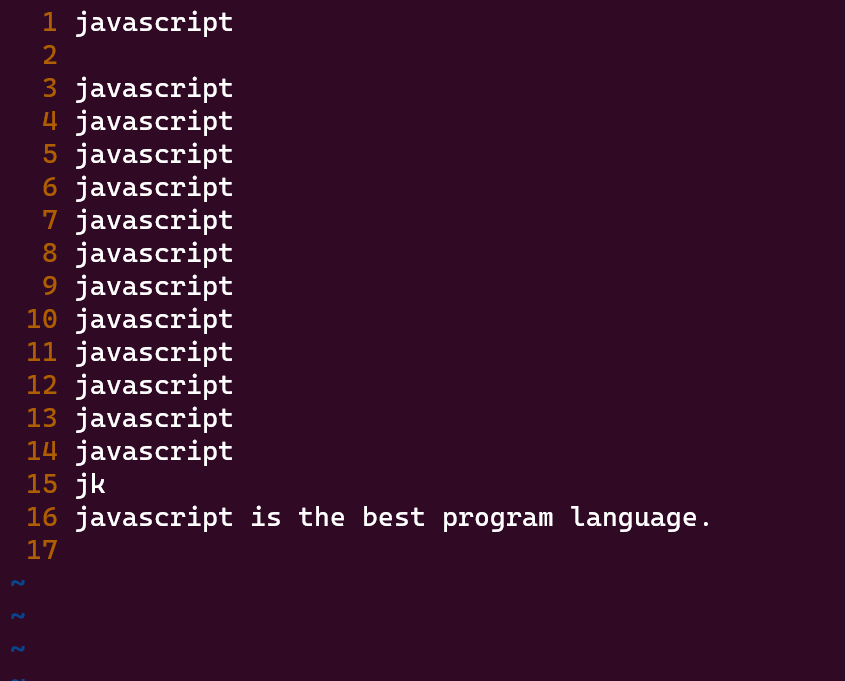 1 javascript
2
3 javascript
4 javascript
5 javascript
6 javascript
7 javascript
8 javascript
9 javascript
10 javascript
11 javascript
12 javascript
13 javascript
14 javascript
15 jk
16 javascript is the best program language.
17
~
~
~
~